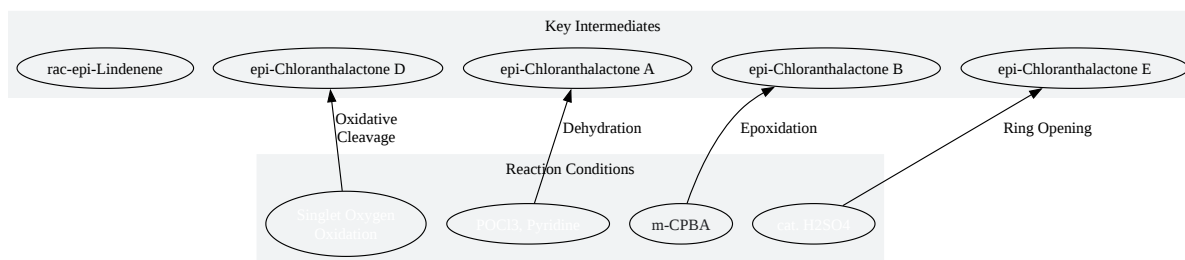 Key Intermediates
rac-epi-Lindenene
epi-Chloranthalactone D
epi-Chloranthalactone A
epi-Chloranthalactone B
epi-Chloranthalactone E
Oxidative
Cleavage
Dehydration
Epoxidation
Ring Opening
Reaction Conditions
Singlet Oxygen
Oxidation
POCl3, Pyridine
m-CPBA
cat. H2SO4